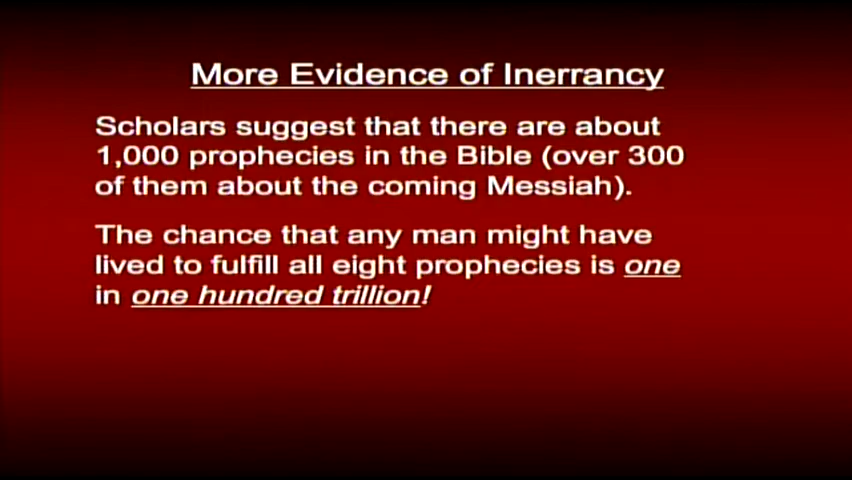 More Evidence of Inerrancy
Scholars suggest that there are about
1,000 prophecies in the Bible (over 300
of them about the coming Messiah).
The chance that any man might have
lived to fulfill all eight prophecies is one
in one hundred trillion!